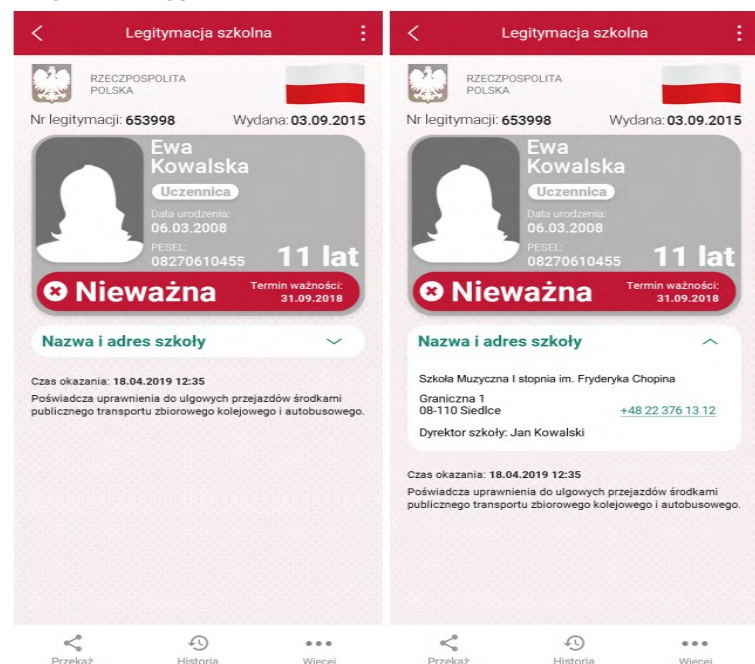 Legitymacja szkolna
RZECZPOSPOLITA
POLSKA
Nr legitymacji: 653998 Wydana: 03.09.2015
Ewa
Kowalska
Uczennica
Data urodzenia:
06.03.2008
PESEL:
08270610455 11 lat
Nieważna Termin ważności:
31.09.2018
Nazwa i adres szkoły
Czas okazania: 18.04.2019 12:35
Poświadcza uprawnienia do ulgowych przejazdów środkami
publicznego transportu zbiorowego kolejowego i autobusowego.
Przekaż Historia Więcej
Legitymacja szkolna
RZECZPOSPOLITA
POLSKA
Nr legitymacji: 653998 Wydana: 03.09.2015
Ewa
Kowalska
Uczennica
Data urodzenia:
06.03.2008
PESEL:
08270610455 11 lat
Nieważna Termin ważności:
31.09.2018
Nazwa i adres szkoły
Szkoła Muzyczna I stopnia im. Fryderyka Chopina
Graniczna 1
08-110 Siedlce +48 22 376 13 12
Dyrektor szkoły: Jan Kowalski
Czas okazania: 18.04.2019 12:35
Poświadcza uprawnienia do ulgowych przejazdów środkami
publicznego transportu zbiorowego kolejowego i autobusowego.
Przekaż Historia Więcej